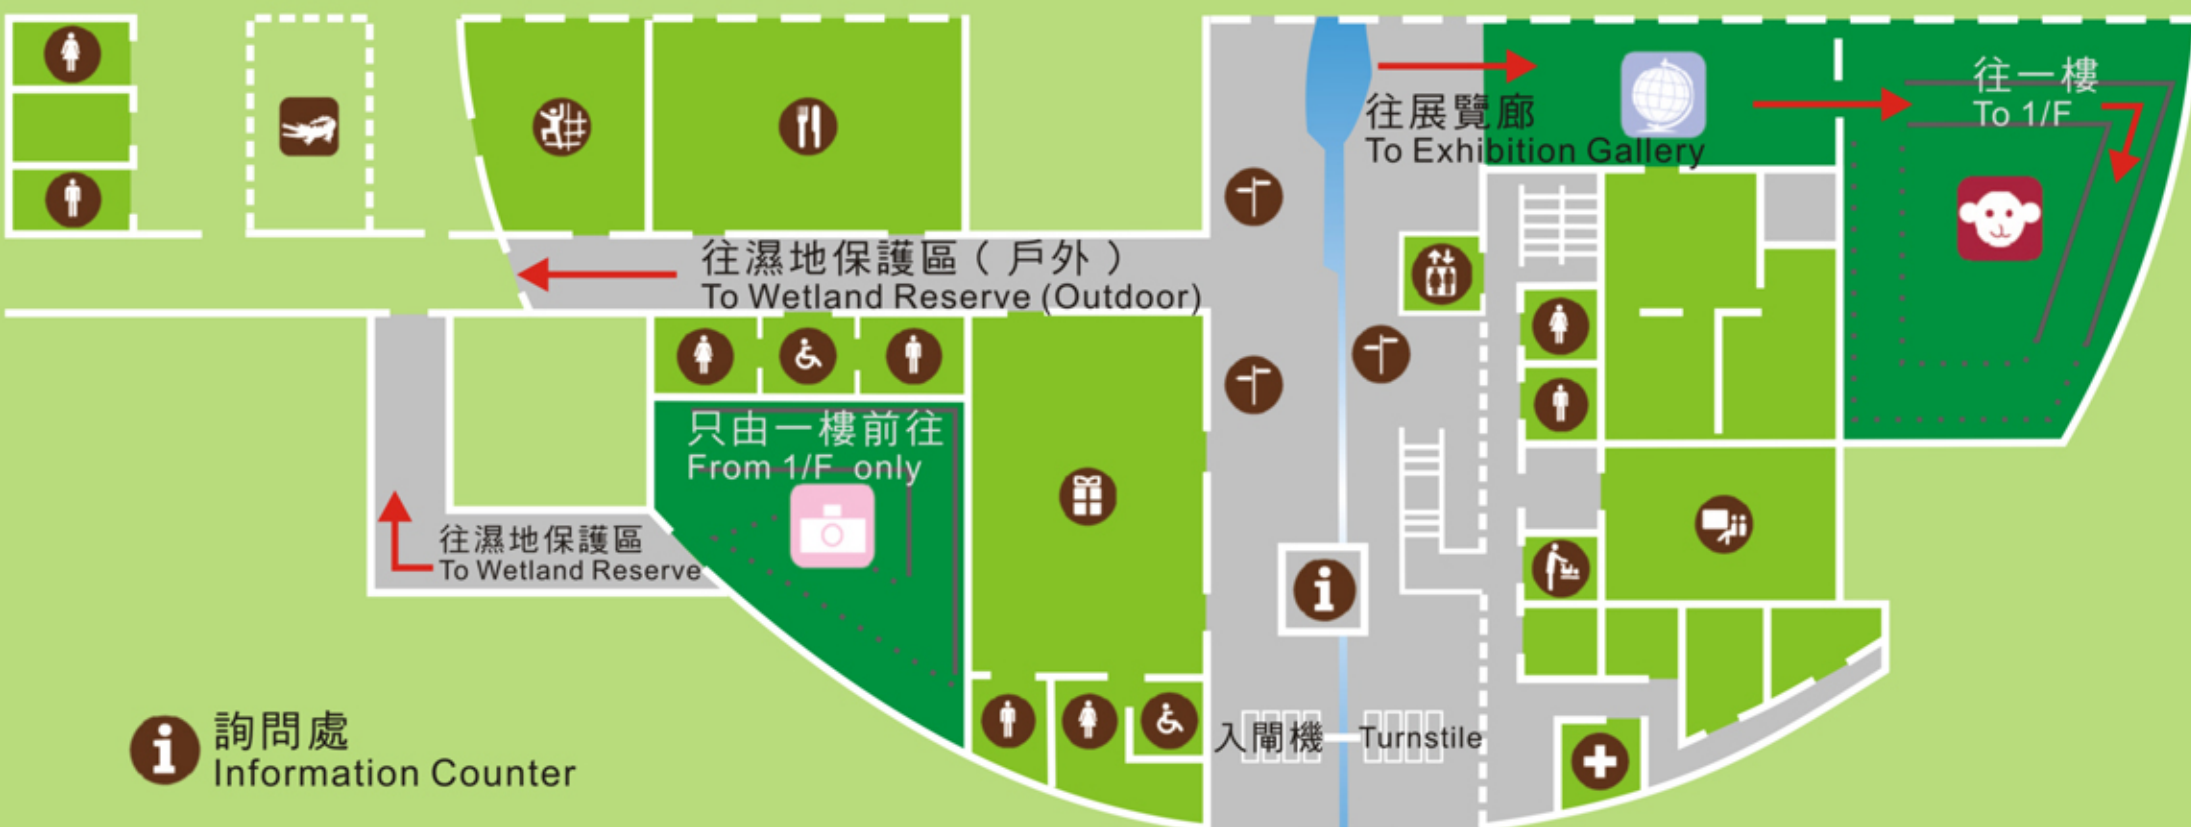 往一樓
To 1/F
往展覽廊
To Exhibition Gallery
往濕地保護區（戶外）
To Wetland Reserve (Outdoor)
只由一樓前往
From 1/F only
往濕地保護區
To Wetland Reserve
入閘機 Turnstile
詢問處
Information Counter